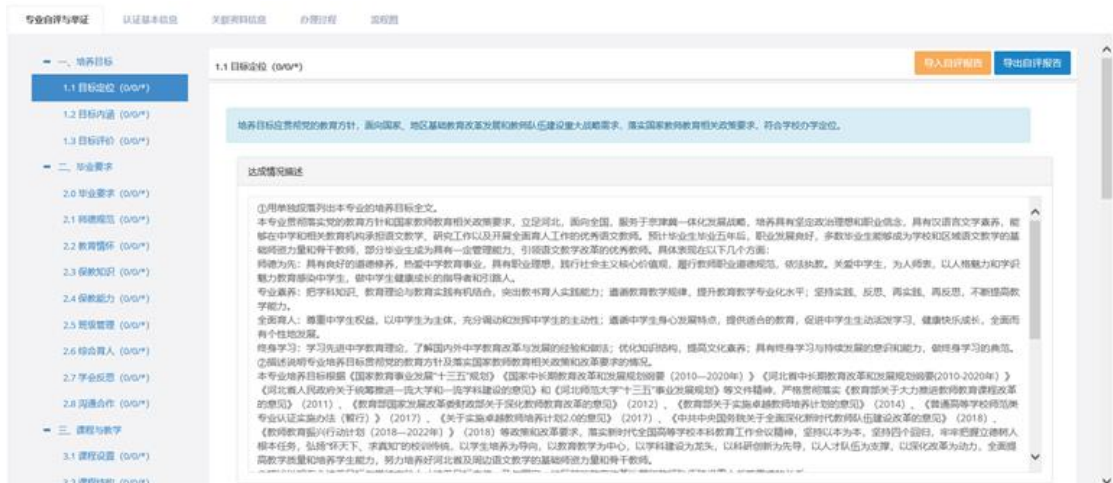 专业自评与举证 认证基本信息 关联资料信息 办理过程 流程图
一、培养目标
1.1 目标定位 (0/0/*)
1.2 目标内涵 (0/0/*)
1.3 目标评价 (0/0/*)
二、毕业要求
2.0 毕业要求 (0/0/*)
2.1 师德规范 (0/0/*)
2.2 教育情怀 (0/0/*)
2.3 保教知识 (0/0/*)
2.4 保教能力 (0/0/*)
2.5 班级管理 (0/0/*)
2.6 综合育人 (0/0/*)
2.7 学会反思 (0/0/*)
2.8 沟通合作 (0/0/*)
三、课程与教学
3.1 课程设置 (0/0/*)
3.2 课程结构 (0/0/*)
1.1 目标定位 (0/0/*)
导入自评报告 导出自评报告
培养目标应贯彻党的教育方针，面向国家、地区基础教育改革发展和教师队伍建设重大战略需求，落实国家教师教育相关政策要求，符合学校办学定位。
达成情况描述
①用单独段落列出本专业的培养目标全文。
本专业贯彻落实党的教育方针和国家教师教育相关政策要求，立足河北，面向全国，服务于京津冀一体化发展战略，培养具有坚定政治理想和职业信念，具有汉语言文学素养，能
够在中学和相关教育机构承担语文教学、研究工作以及开展全面育人工作的优秀语文教师。预计毕业生毕业五年后，职业发展良好，多数毕业生能够成为学校和区域语文教学的基
础师资力量和骨干教师，部分毕业生成为具有一定管理能力，引领语文教学改革的优秀教师。具体表现在以下几个方面：
师德为先：具有良好的道德修养，热爱中学教育事业，具有职业理想，践行社会主义核心价值观，履行教师职业道德规范，依法执教。关爱中学生，为人师表，以人格魅力和学识
魅力教育感染中学生，做中学生健康成长的指导者和引路人。
专业素养：把学科知识、教育理论与教育实践有机结合，突出教书育人实践能力；遵循教育教学规律，提升教育教学专业化水平；坚持实践、反思、再实践、再反思，不断提高教
学能力。
全面育人：尊重中学生权益，以中学生为主体，充分调动和发挥中学生的主动性；遵循中学生身心发展特点，提供适合的教育，促进中学生生动活泼学习、健康快乐成长，全面而
有个性地发展。
终身学习：学习先进中学教育理论，了解国内外中学教育改革与发展的经验和做法；优化知识结构，提高文化素养；具有终身学习与持续发展的意识和能力，做终身学习的典范。
②描述说明专业培养目标贯彻党的教育方针及落实国家教师教育相关政策和改革要求的情况。
本专业培养目标根据《国家教育事业发展“十三五”规划》《国家中长期教育改革和发展规划纲要（2010—2020年）》《河北省中长期教育改革和发展规划纲要(2010-2020年）》
《河北省人民政府关于统筹推进一流大学和一流学科建设的意见》和《河北师范大学“十三五”事业发展规划》等文件精神，严格贯彻落实《教育部关于大力推进教师教育课程改革
的意见》（2011）、《教育部国家发展改革委财政部关于深化教师教育改革的意见》（2012）、《教育部关于实施卓越教师培养计划的意见》（2014）、《普通高等学校师范类
专业认证实施办法（暂行）》（2017）、《关于实施卓越教师培养计划2.0的意见》（2017）、《中共中央国务院关于全面深化新时代教师队伍建设改革的意见》（2018）、
《教师教育振兴行动计划（2018—2022年）》（2018）等政策和改革要求，落实新时代全国高等学校本科教育工作会议精神，坚持以本为本，坚持四个回归，牢牢把握立德树人
根本任务，弘扬“怀天下、求真知”的校训传统，以学生培养为导向，以教育教学为中心，以学科建设为龙头，以科研创新为先导，以人才队伍为支撑，以深化改革为动力，全面提
高教学质量和培养学生能力，努力培养好河北省及周边语文教学的基础师资力量和骨干教师。